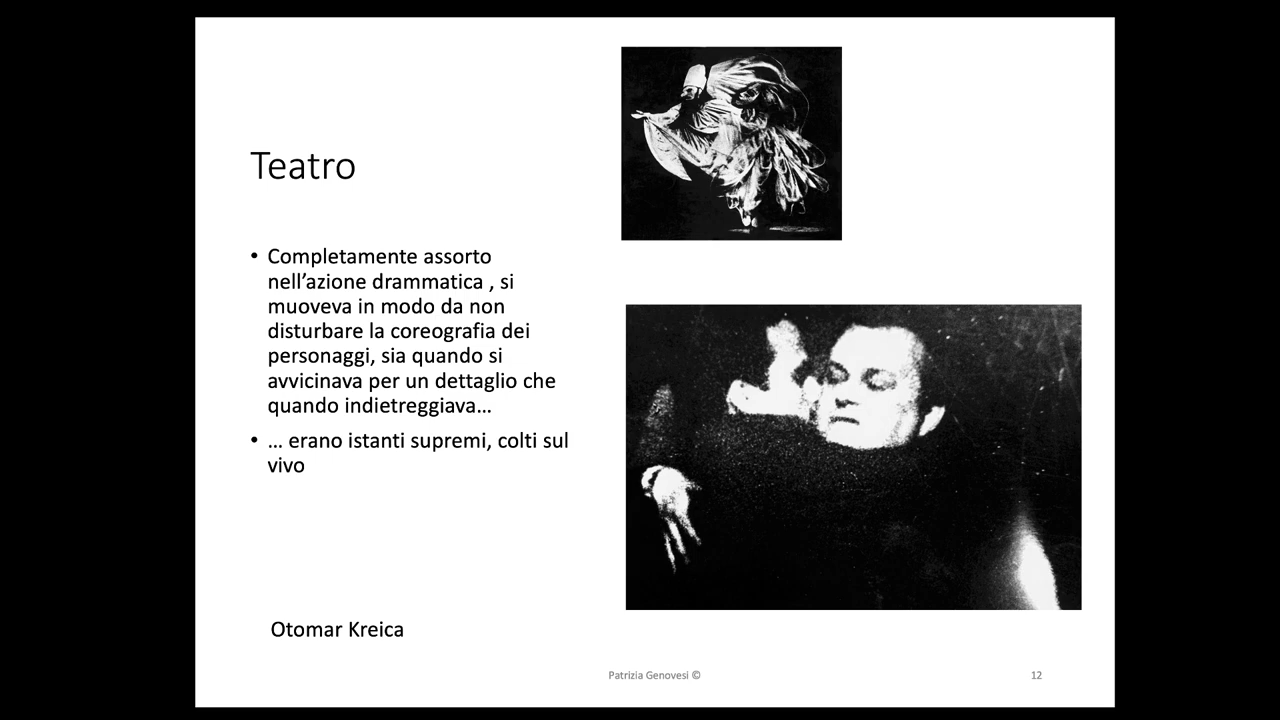 Teatro
• Completamente assorto
nell’azione drammatica , si
muoveva in modo da non
disturbare la coreografia dei
personaggi, sia quando si
avvicinava per un dettaglio che
quando indietreggiava…
• … erano istanti supremi, colti sul
vivo
Otomar Kreica
Patrizia Genovesi ©
12